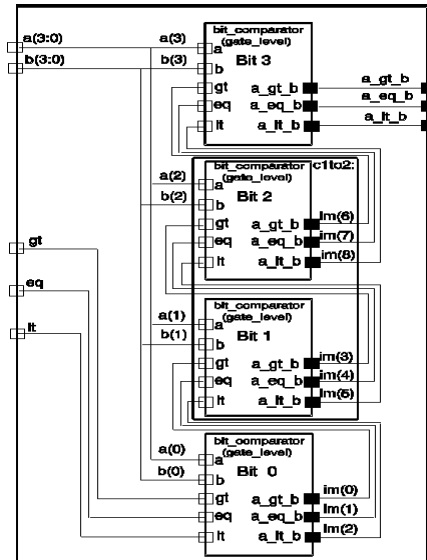 bit_comparator
(gate_level)
a(3:0) a(3) a Bit 3
b(3:0) b(3) b
gt a_gt_b a_gt_b
eq a_eq_b a_eq_b
lt a_lt_b a_lt_b
bit_comparator c1to2:
(gate_level)
a(2) a Bit 2
b(2) b
gt a_gt_b im(6)
eq a_eq_b im(7)
lt a_lt_b im(8)
gt
eq
lt
bit_comparator
(gate_level)
a(1) a Bit 1
b(1) b
gt a_gt_b im(3)
eq a_eq_b im(4)
lt a_lt_b im(5)
bit_comparator
(gate_level)
a(0) a Bit 0
b(0) b
gt a_gt_b im(0)
eq a_eq_b im(1)
lt a_lt_b im(2)